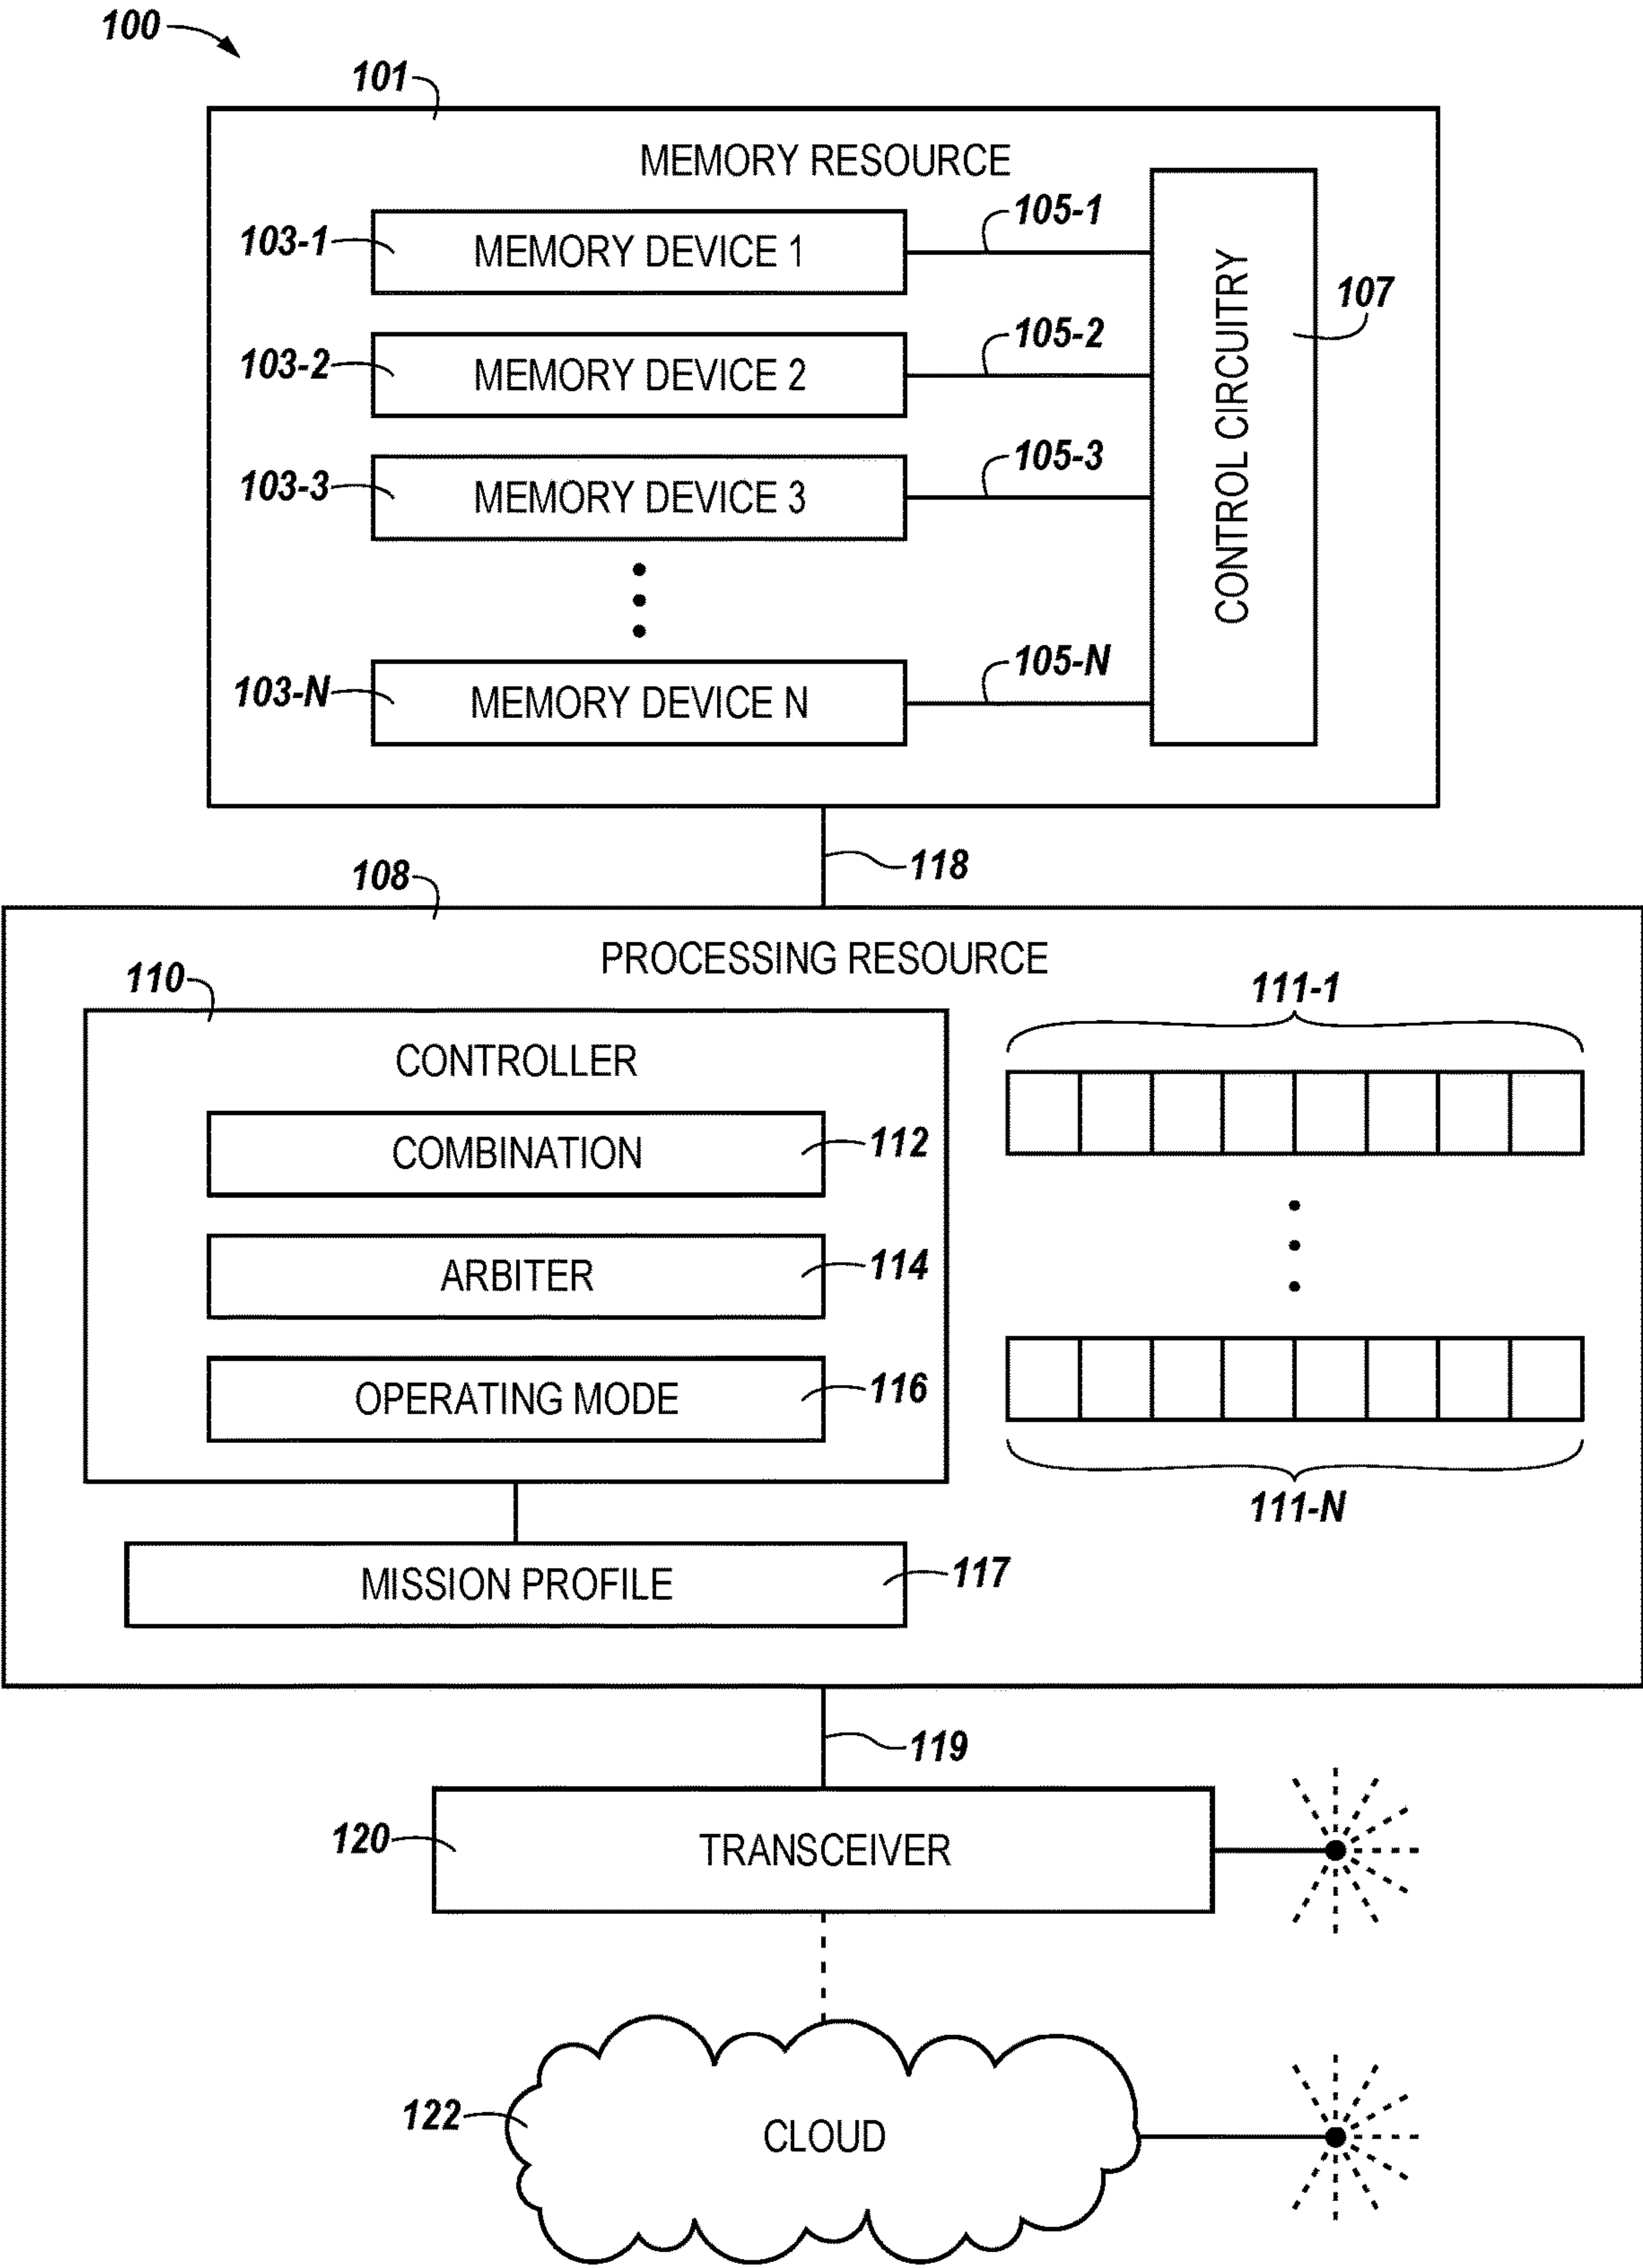 100
101
MEMORY RESOURCE
103-1
MEMORY DEVICE 1
105-1
103-2
MEMORY DEVICE 2
105-2
103-3
MEMORY DEVICE 3
105-3
103-N
MEMORY DEVICE N
105-N
CONTROL CIRCUITRY
107
118
108
PROCESSING RESOURCE
110
CONTROLLER
COMBINATION
112
ARBITER
114
OPERATING MODE
116
111-1
111-N
MISSION PROFILE
117
119
120
TRANSCEIVER
122
CLOUD